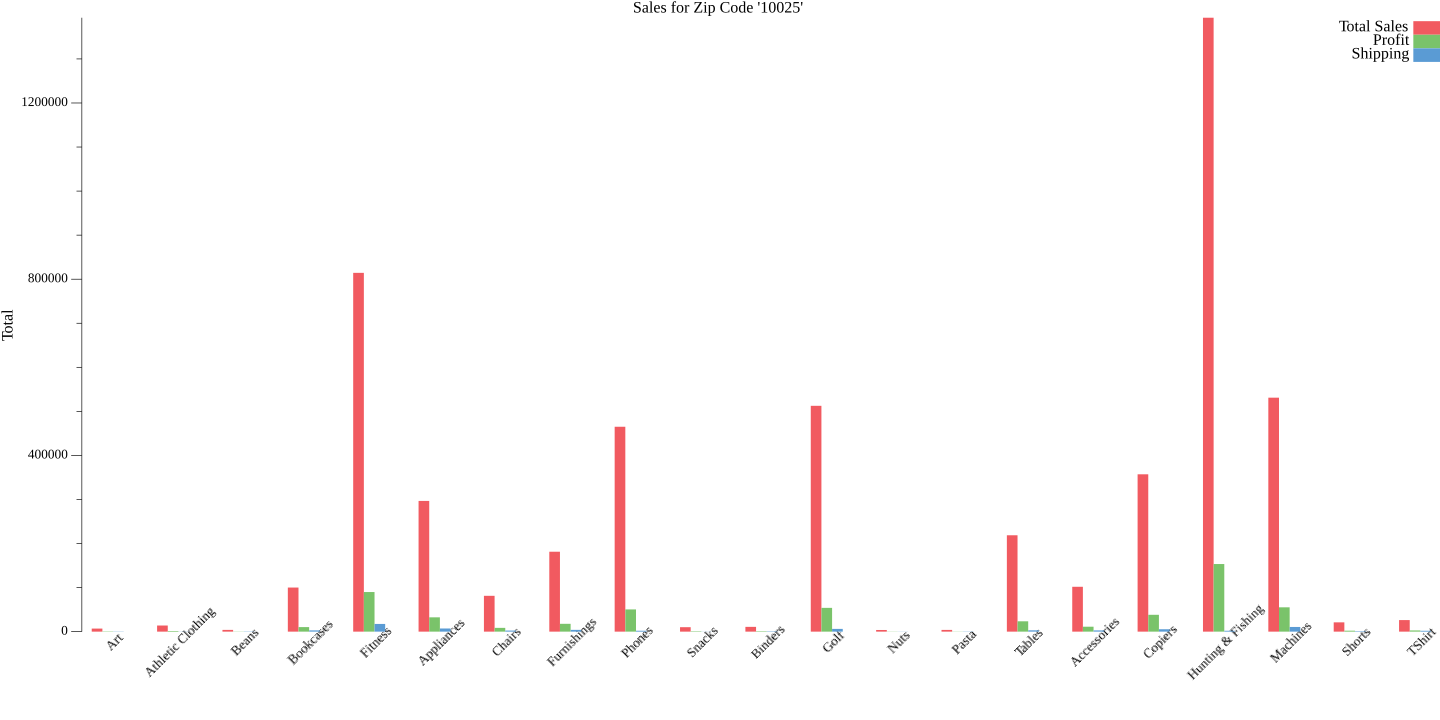 Sales for Zip Code '10025'
Total Sales
Profit
Shipping
1200000
800000
400000
0
Total
Art
Athletic Clothing
Beans
Bookcases
Fitness
Appliances
Chairs
Furnishings
Phones
Snacks
Binders
Golf
Nuts
Pasta
Tables
Accessories
Copiers
Hunting & Fishing
Machines
Shorts
TShirt